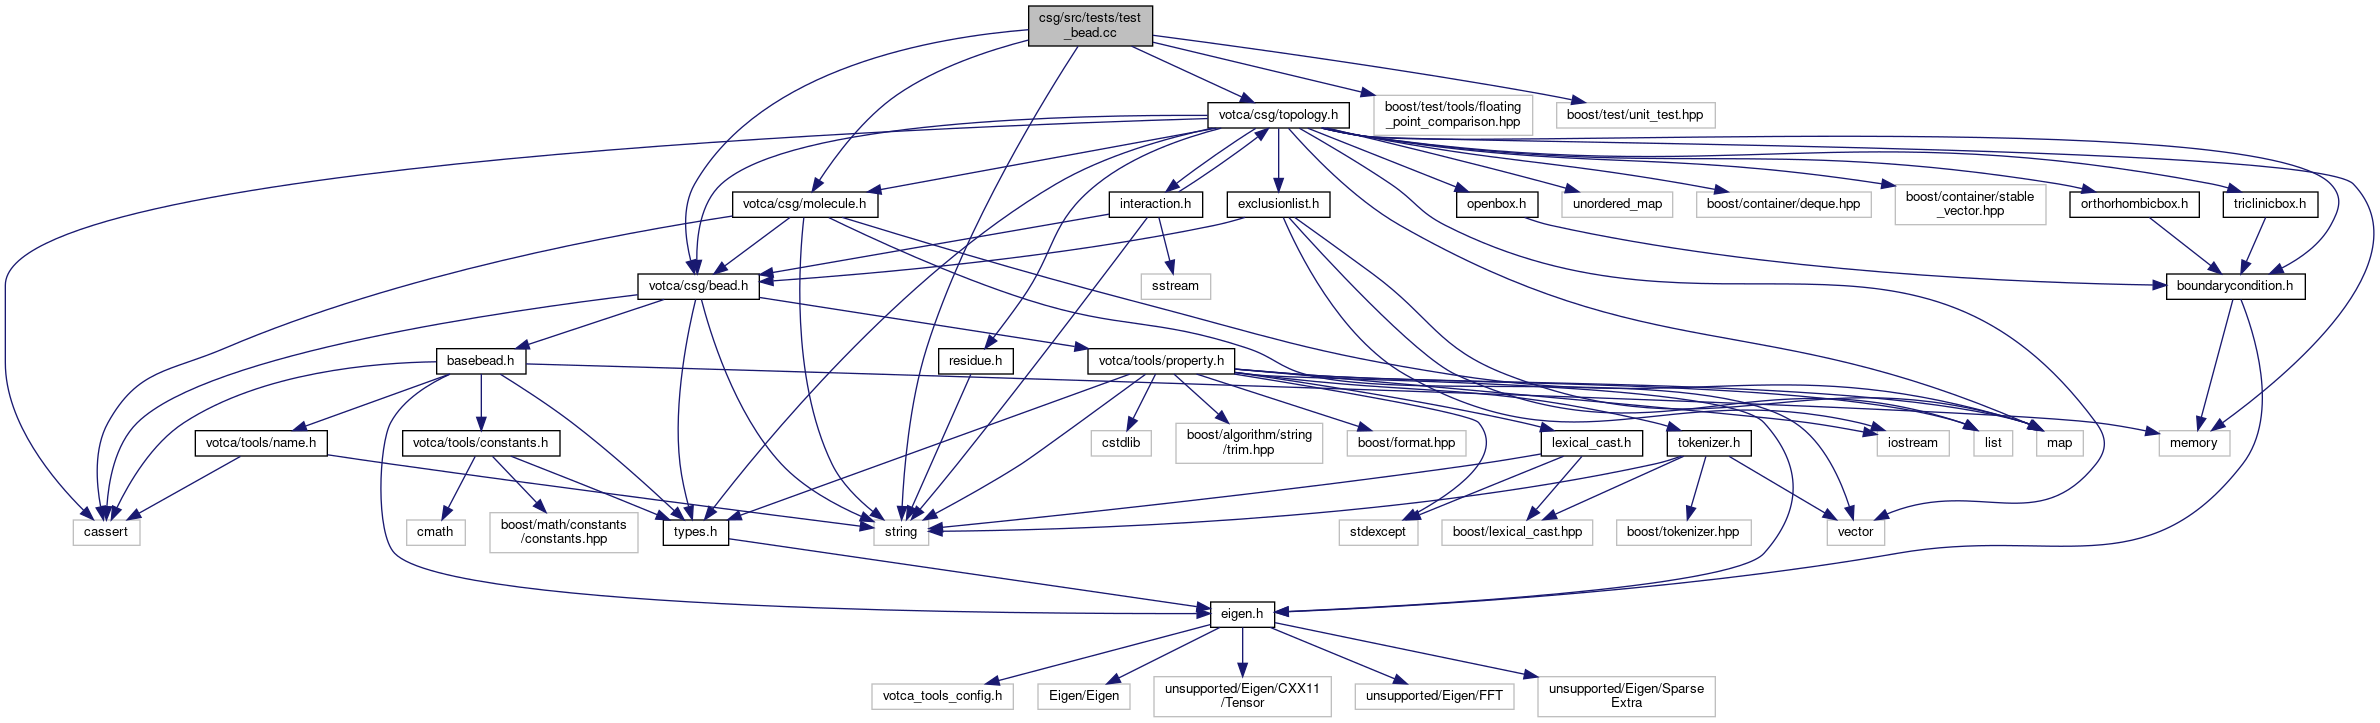 csg/src/tests/test
_bead.cc
votca/csg/topology.h
boost/test/tools/floating
_point_comparison.hpp
boost/test/unit_test.hpp
votca/csg/molecule.h
interaction.h
exclusionlist.h
openbox.h
unordered_map
boost/container/deque.hpp
boost/container/stable
_vector.hpp
orthorhombicbox.h
triclinicbox.h
votca/csg/bead.h
sstream
boundarycondition.h
basebead.h
residue.h
votca/tools/property.h
votca/tools/name.h
votca/tools/constants.h
cstdlib
boost/algorithm/string
/trim.hpp
boost/format.hpp
lexical_cast.h
tokenizer.h
iostream
list
map
memory
cassert
cmath
boost/math/constants
/constants.hpp
types.h
string
stdexcept
boost/lexical_cast.hpp
boost/tokenizer.hpp
vector
eigen.h
votca_tools_config.h
Eigen/Eigen
unsupported/Eigen/CXX11
/Tensor
unsupported/Eigen/FFT
unsupported/Eigen/Sparse
Extra